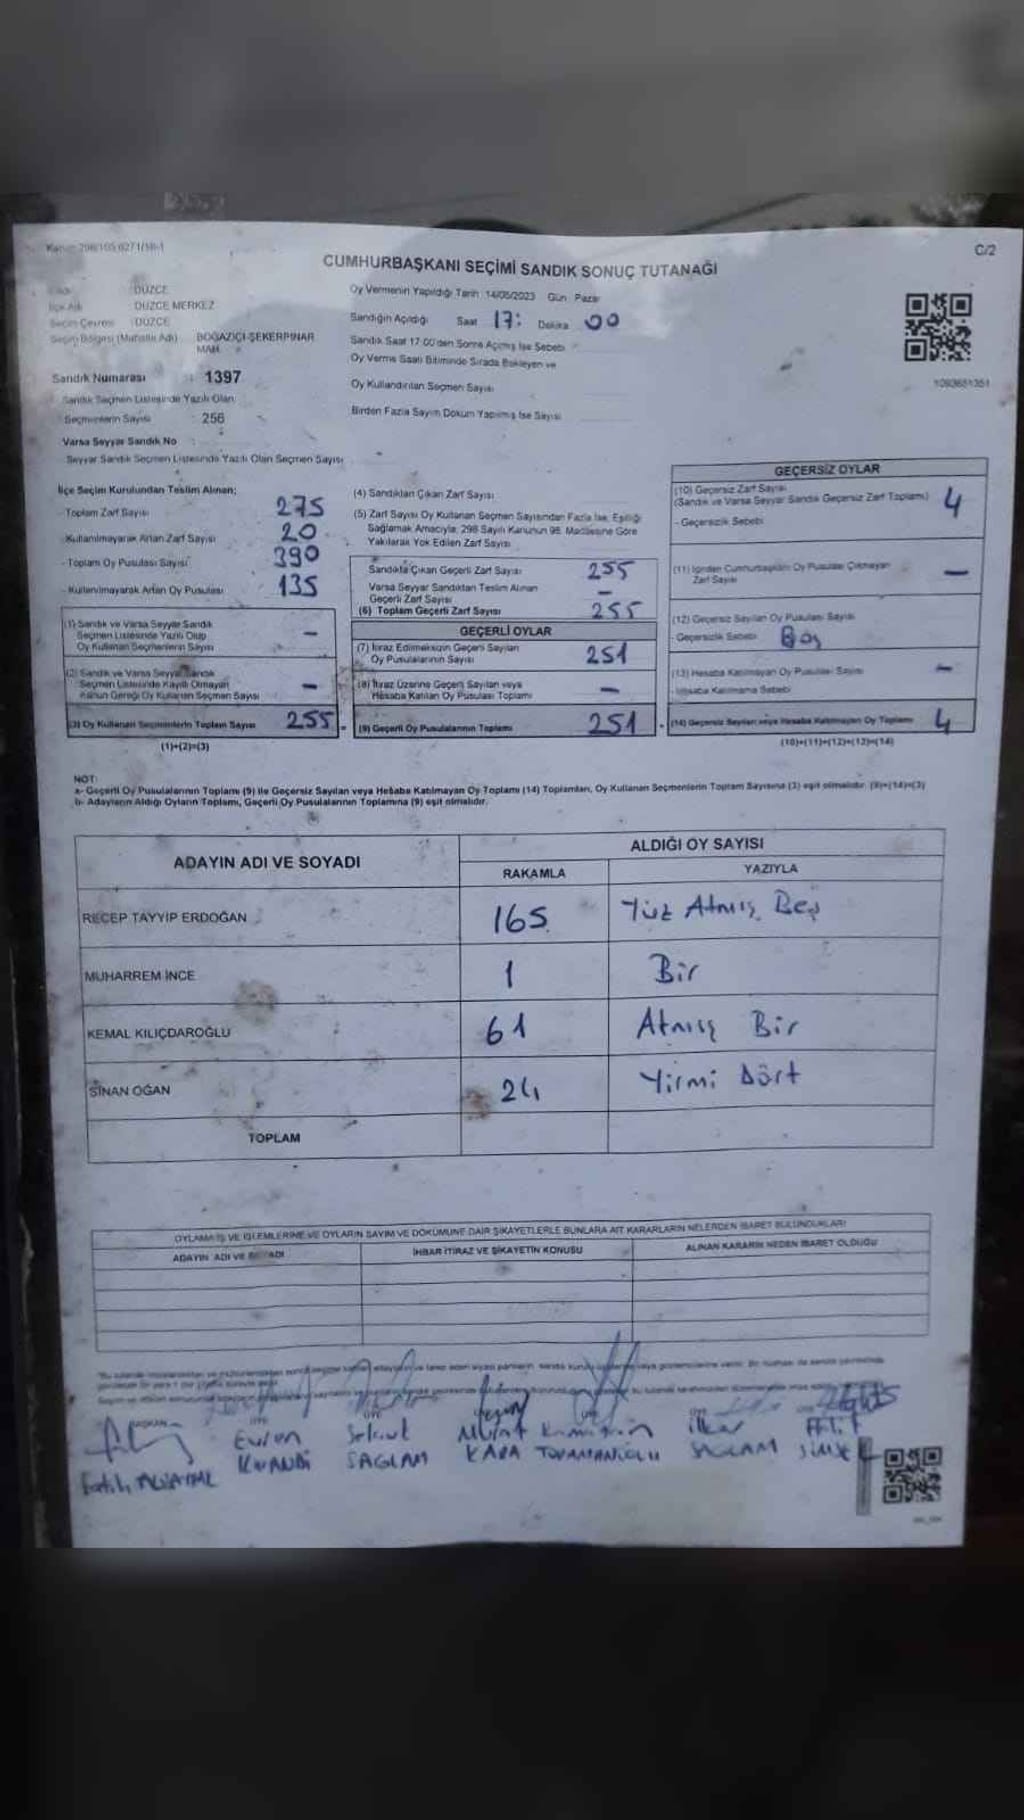 Kanun: 298/105 6271/18-1
C/2
CUMHURBAŞKANI SEÇİMİ SANDIK SONUÇ TUTANAĞI
DÜZCE
İlçe Adı DÜZCE MERKEZ
Seçim Çevresi : DÜZCE
Seçim Bölgesi (Mahalle Adı) BOĞAZİÇİ-ŞEKERPINAR MAH.
Sandık Numarası : 1397
Sandık Seçmen Listesinde Yazılı Olan
Seçmenlerin Sayısı : 256
Varsa Seyyar Sandık No :
Seyyar Sandık Seçmen Listesinde Yazılı Olan Seçmen Sayısı
Oy Vermenin Yapıldığı Tarih 14/05/2023 Gün Pazar
Sandığın Açıldığı Saat 17: Dakika 00
Sandık Saat 17.00'den Sonra Açılmış İse Sebebi
Oy Verme Saati Bitiminde Sırada Bekleyen ve
Oy Kullandırılan Seçmen Sayısı
Birden Fazla Sayım Döküm Yapılmış İse Sayısı
1093651351
İlçe Seçim Kurulundan Teslim Alınan;
-Toplam Zarf Sayısı 275
-Kullanılmayarak Artan Zarf Sayısı 20
-Toplam Oy Pusulası Sayısı 390
-Kullanılmayarak Artan Oy Pusulası 135
(1) Sandık ve Varsa Seyyar Sandık
Seçmen Listesinde Yazılı Olup
Oy Kullanan Seçmenlerin Sayısı -
(2) Sandık ve Varsa Seyyar Sandık
Seçmen Listesinde Kayıtlı Olmayan
Kanun Gereği Oy Kullanan Seçmen Sayısı -
(3) Oy Kullanan Seçmenlerin Toplam Sayısı 255
(1)+(2)=(3)
(4) Sandıktan Çıkan Zarf Sayısı
(5) Zarf Sayısı Oy Kullanan Seçmen Sayısından Fazla İse, Eşitliği
Sağlamak Amacıyla, 298 Sayılı Kanunun 98. Maddesine Göre
Yakılarak Yok Edilen Zarf Sayısı
Sandıkta Çıkan Geçerli Zarf Sayısı 255
Varsa Seyyar Sandıktan Teslim Alınan
Geçerli Zarf Sayısı -
(6) Toplam Geçerli Zarf Sayısı 255
GEÇERLİ OYLAR
(7) İtiraz Edilmeksizin Geçerli Sayılan
Oy Pusulalarının Sayısı 251
(8) İtiraz Üzerine Geçerli Sayılan veya
Hesaba Katılan Oy Pusulası Toplamı -
(9) Geçerli Oy Pusulalarının Toplamı 251
GEÇERSİZ OYLAR
(10) Geçersiz Zarf Sayısı
(Sandık ve Varsa Seyyar Sandık Geçersiz Zarf Toplamı) 4
- Geçersizlik Sebebi
(11) İçinden Cumhurbaşkanı Oy Pusulası Çıkmayan
Zarf Sayısı -
(12) Geçersiz Sayılan Oy Pusulası Sayısı
- Geçersizlik Sebebi Boş
(13) Hesaba Katılmayan Oy Pusulası Sayısı -
- Hesaba Katılmama Sebebi
(14) Geçersiz Sayılan veya Hesaba Katılmayan Oy Toplamı 4
(10)+(11)+(12)+(13)=(14)
NOT:
a- Geçerli Oy Pusulalarının Toplamı (9) ile Geçersiz Sayılan veya Hesaba Katılmayan Oy Toplamı (14) Toplamları, Oy Kullanan Seçmenlerin Toplam Sayısına (3) eşit olmalıdır. (9)+(14)=(3)
b- Adayların Aldığı Oyların Toplamı, Geçerli Oy Pusulalarının Toplamına (9) eşit olmalıdır.
ADAYIN ADI VE SOYADI
ALDIĞI OY SAYISI
RAKAMLA YAZIYLA
RECEP TAYYİP ERDOĞAN 165 Yüz Atmış Beş
MUHARREM İNCE 1 Bir
KEMAL KILIÇDAROĞLU 61 Atmış Bir
SİNAN OĞAN 24 Yirmi Dört
TOPLAM
OYLAMA İŞ VE İŞLEMLERİNE VE OYLARIN SAYIM VE DÖKÜMÜNE DAİR ŞİKAYETLERLE BUNLARA AİT KARARLARIN NELERDEN İBARET BULUNDUKLARI
ADAYIN ADI VE SOYADI İHBAR İTİRAZ VE ŞİKAYETİN KONUSU ALINAN KARARIN NEDEN İBARET OLDUĞU
BAŞKAN ÜYE ÜYE ÜYE
Evren Selcuk Murat Kamuran İlker
Fatih SAGLAM KARA SAGLAM